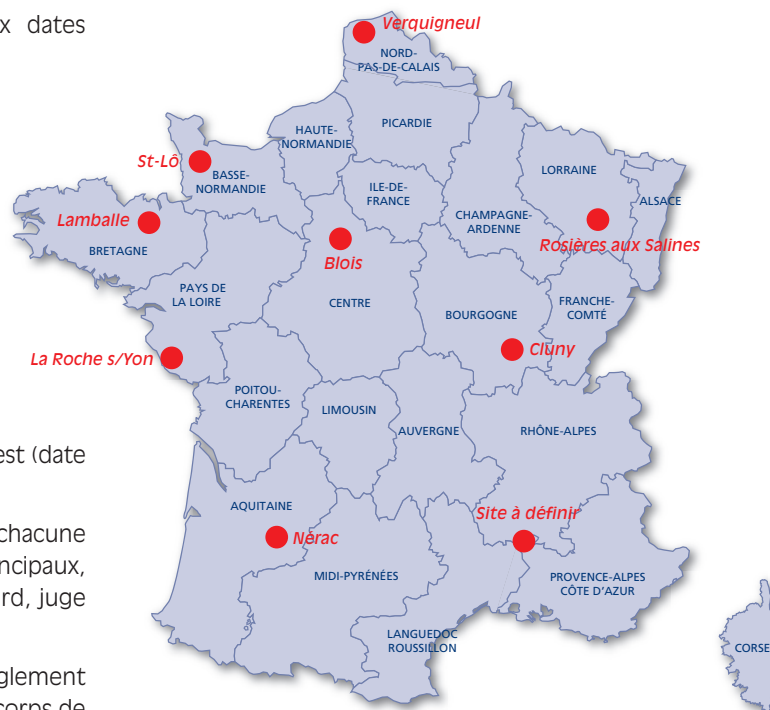 x dates
Verquigneul
NORD-
PAS-DE-CALAIS
PICARDIE
HAUTE-
NORMANDIE
St-Lô
BASSE-
NORMANDIE
LORRAINE
ILE-DE-
FRANCE
ALSACE
CHAMPAGNE-
ARDENNE
Lamballe
Rosières aux Salines
BRETAGNE
Blois
PAYS DE
LA LOIRE
CENTRE
BOURGOGNE
FRANCHE-
COMTÉ
Cluny
La Roche s/Yon
POITOU-
CHARENTES
LIMOUSIN
AUVERGNE
RHÔNE-ALPES
est (date
AQUITAINE
Site à définir
chacune
Nérac
ncipaux,
MIDI-PYRÉNÉES
PROVENCE-ALPES
CÔTE D'AZUR
rd, juge
LANGUEDOC
ROUSSILLON
CORSE
glement
corps de